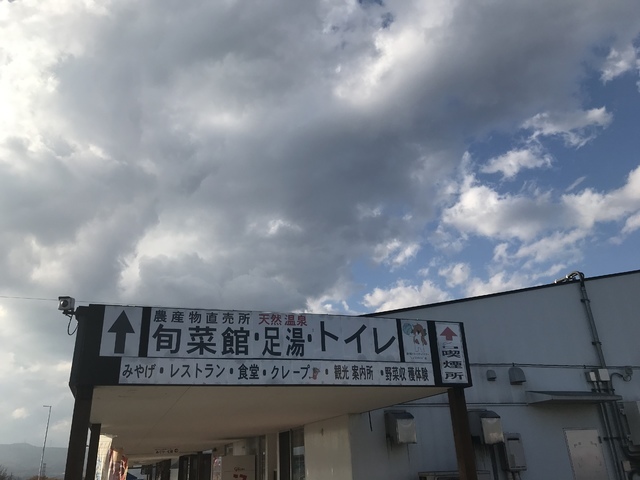 農産物直売所 天然温泉
旬菜館・足湯・トイレ
みやげ・レストラン・食堂・クレープ ・観光案内所 ・野菜収穫体験
喫煙所